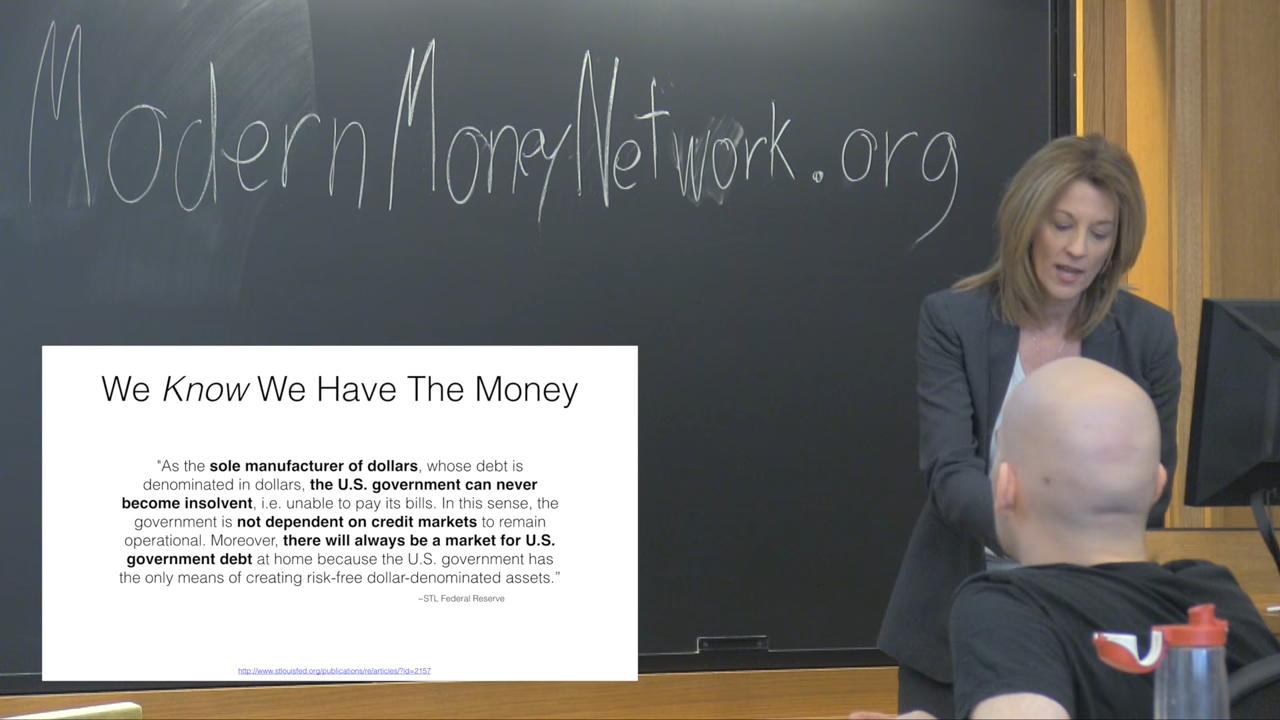 ModernMoneyNetwork.org
We Know We Have The Money
"As the sole manufacturer of dollars, whose debt is
denominated in dollars, the U.S. government can never
become insolvent, i.e. unable to pay its bills. In this sense, the
government is not dependent on credit markets to remain
operational. Moreover, there will always be a market for U.S.
government debt at home because the U.S. government has
the only means of creating risk-free dollar-denominated assets."
–STL Federal Reserve
http://www.stlouisfed.org/publications/re/articles/?id=2157